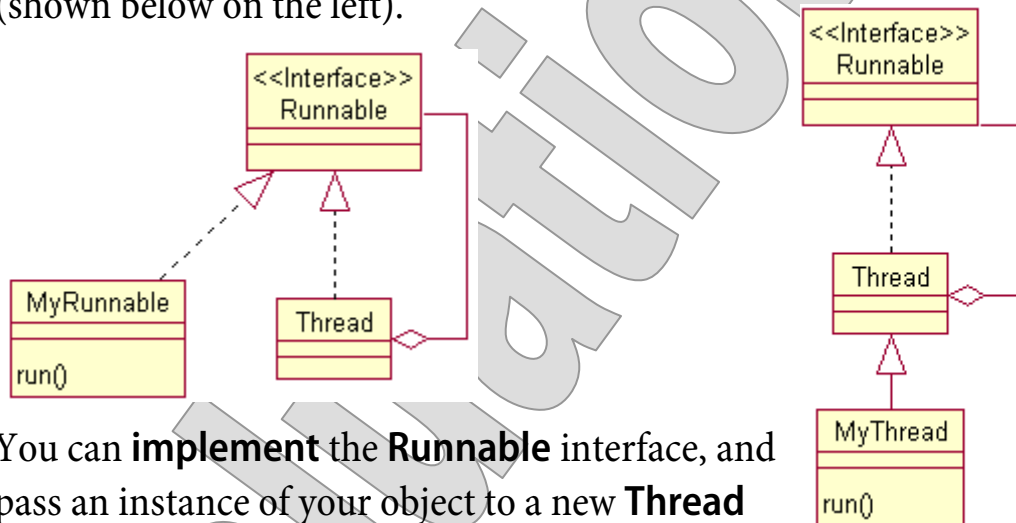 (shown below on the left).
<<Interface>>
Runnable
MyRunnable
run()
Thread
<<Interface>>
Runnable
Thread
MyThread
run()
You can implement the Runnable interface, and
pass an instance of your object to a new Thread